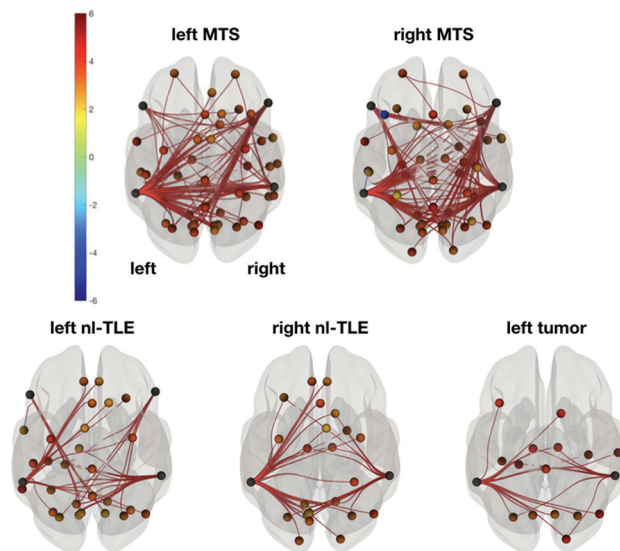 left MTS
right MTS
6
4
2
0
-2
-4
-6
left
right
left nl-TLE
right nl-TLE
left tumor